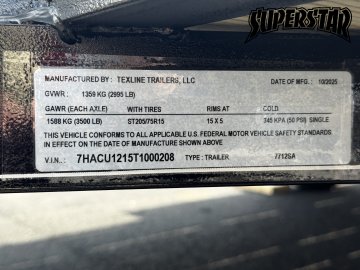 SUPERSTAR
MANUFACTURED BY : TEXLINE TRAILERS, LLC DATE OF MFG. : 10/2025
GVWR : 1359 KG (2995 LB)
GAWR (EACH AXLE) WITH TIRES RIMS AT COLD
1588 KG (3500 LB) ST205/75R15 15 X 5 345 KPA (50 PSI) SINGLE
THIS VEHICLE CONFORMS TO ALL APPLICABLE U.S. FEDERAL MOTOR VEHICLE SAFETY STANDARDS
IN EFFECT ON THE DATE OF MANUFACTURE SHOWN ABOVE
V.I.N. : 7HACU1215T1000208 TYPE : TRAILER 7712SA